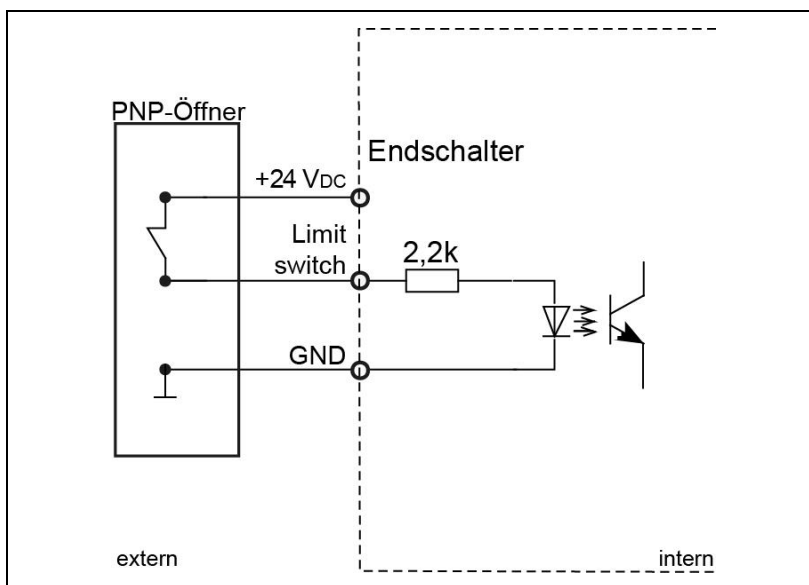 PNP-Öffner
Endschalter
+24 VDC
Limit
switch
2,2k
GND
extern
intern